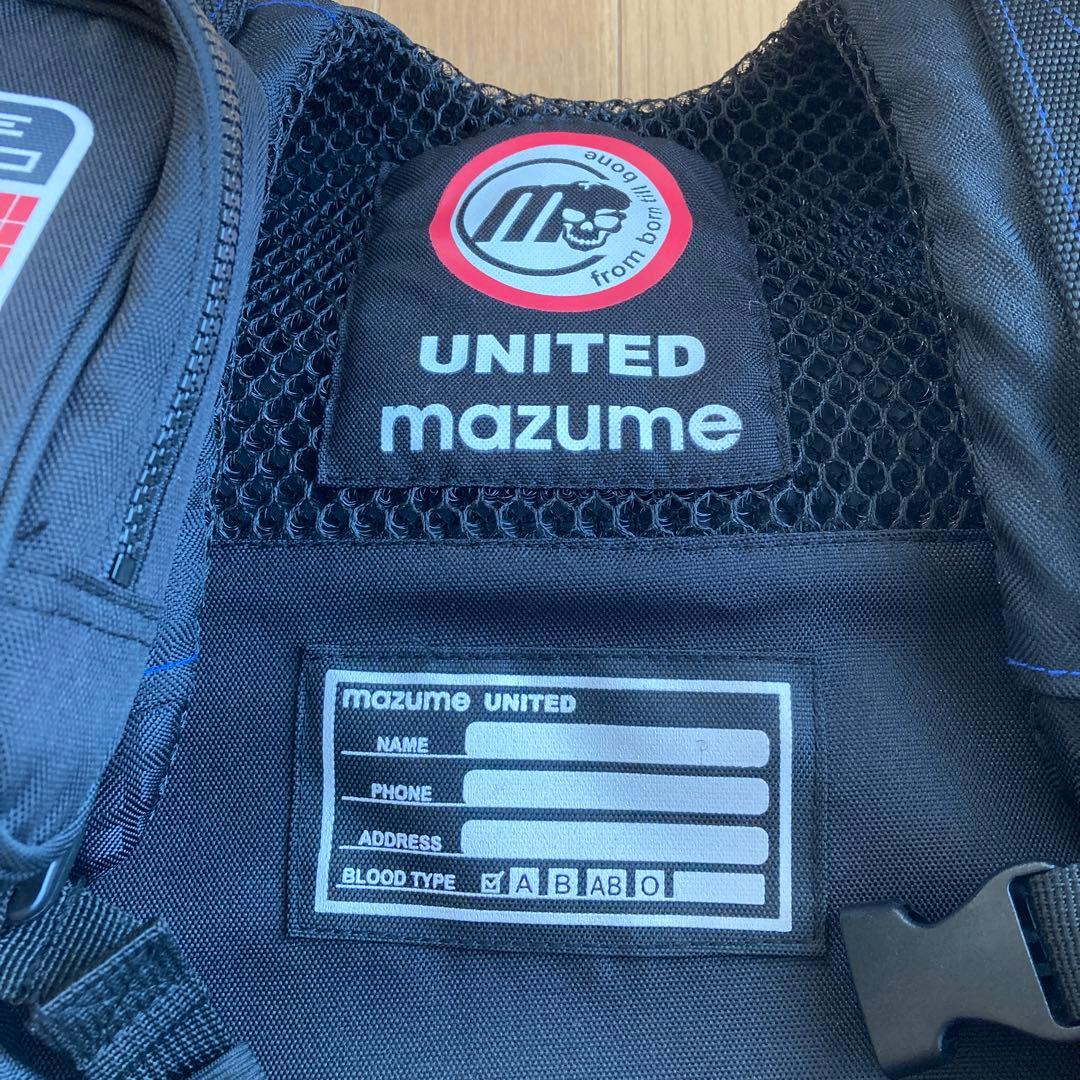 from born till bone
UNITED
mazume
mazume UNITED
NAME
PHONE
ADDRESS
BLOOD TYPE A B AB O